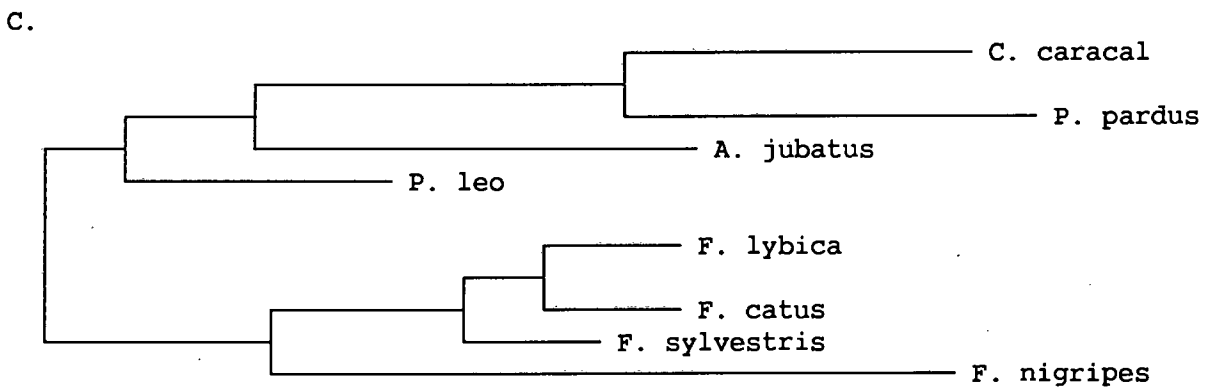 C.
C. caracal
P. pardus
A. jubatus
P. leo
F. lybica
F. catus
F. sylvestris
F. nigripes